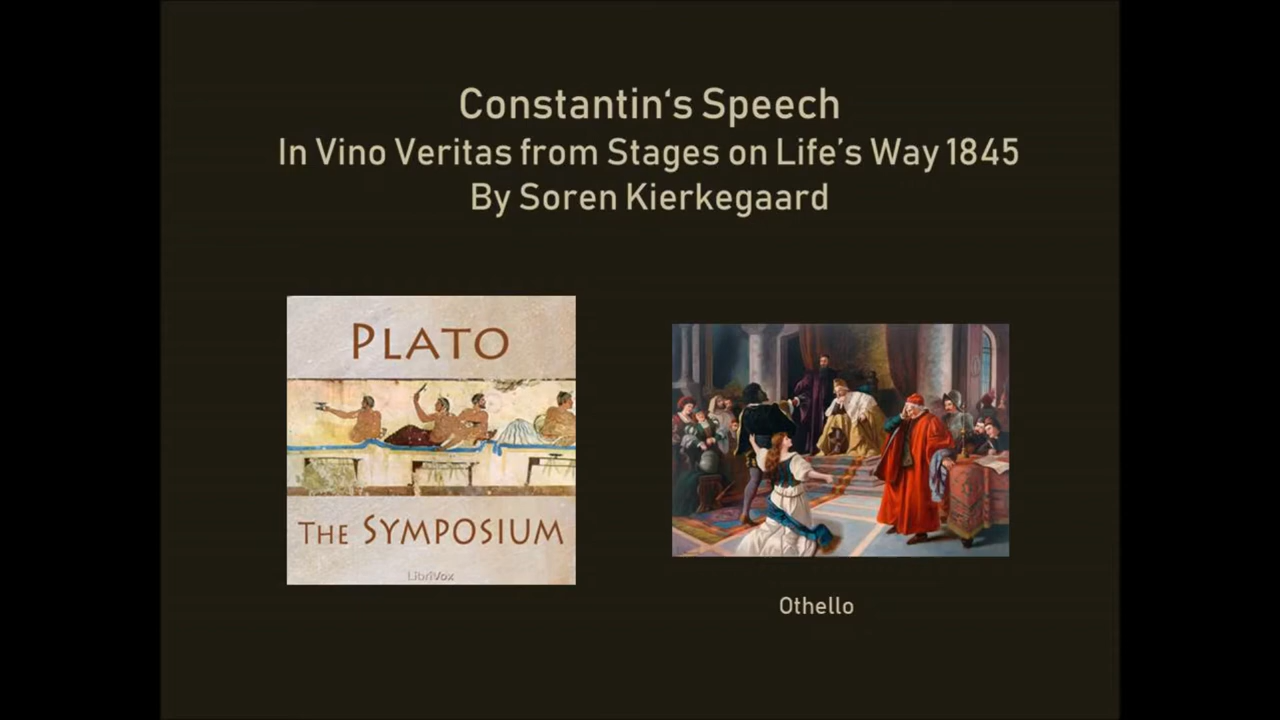 Constantin‘s Speech
In Vino Veritas from Stages on Life’s Way 1845
By Soren Kierkegaard
PLATO
THE SYMPOSIUM
LibriVox
Othello